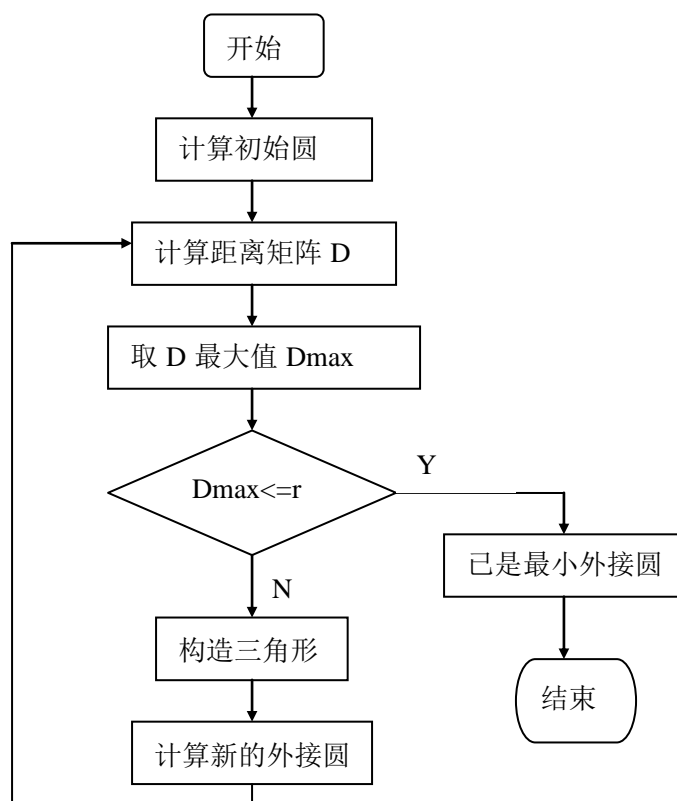 开始
计算初始圆
计算距离矩阵 D
取 D 最大值 Dmax
Dmax<=r
Y
已是最小外接圆
N
构造三角形
结束
计算新的外接圆